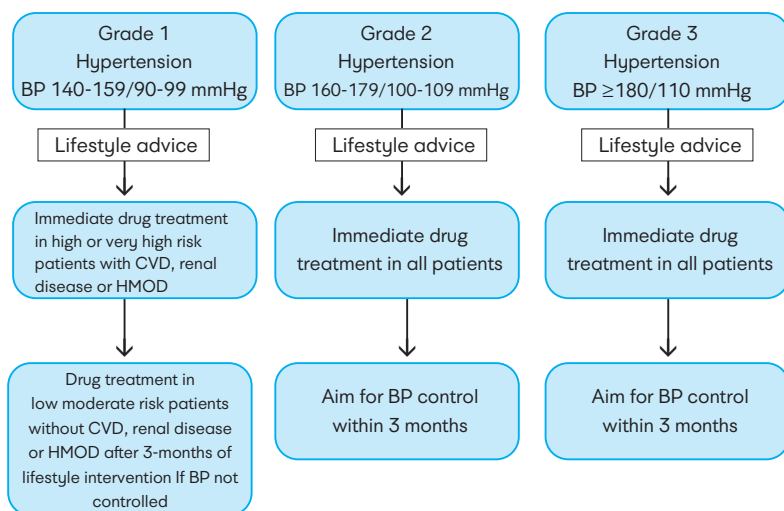 Grade 1
Hypertension
BP 140-159/90-99 mmHg
Lifestyle advice
Immediate drug treatment
in high or very high risk
patients with CVD, renal
disease or HMOD
Drug treatment in
low moderate risk patients
without CVD, renal disease
or HMOD after 3-months of
lifestyle intervention If BP not
controlled
Grade 2
Hypertension
BP 160-179/100-109 mmHg
Lifestyle advice
Immediate drug
treatment in all patients
Aim for BP control
within 3 months
Grade 3
Hypertension
BP ≥180/110 mmHg
Lifestyle advice
Immediate drug
treatment in all patients
Aim for BP control
within 3 months